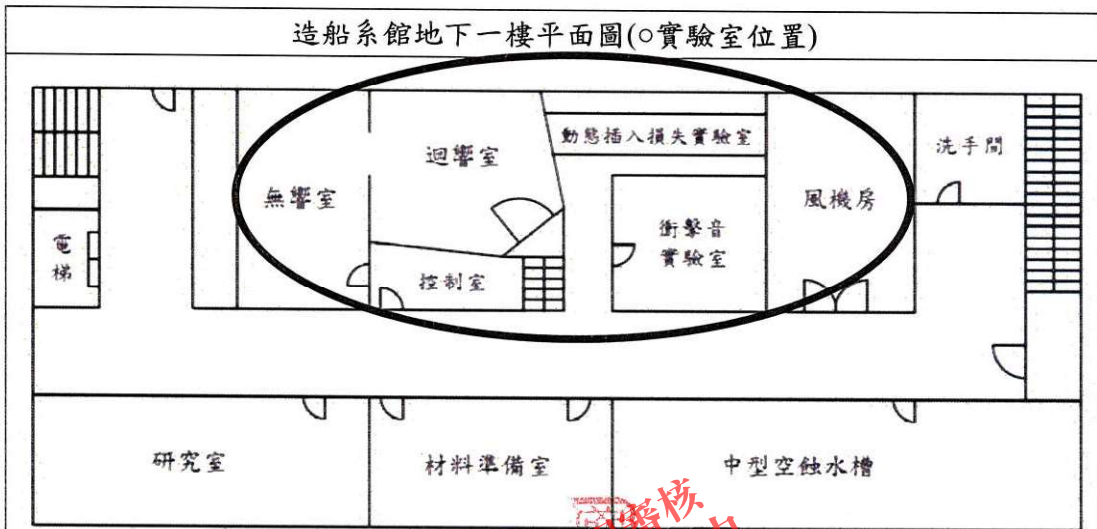 造船系館地下一樓平面圖(○實驗室位置)
迴響室
動態插入損失實驗室
洗手間
無響室
風機房
衝擊音
實驗室
電
梯
控制室
研究室
材料準備室
中型空蝕水槽
審核